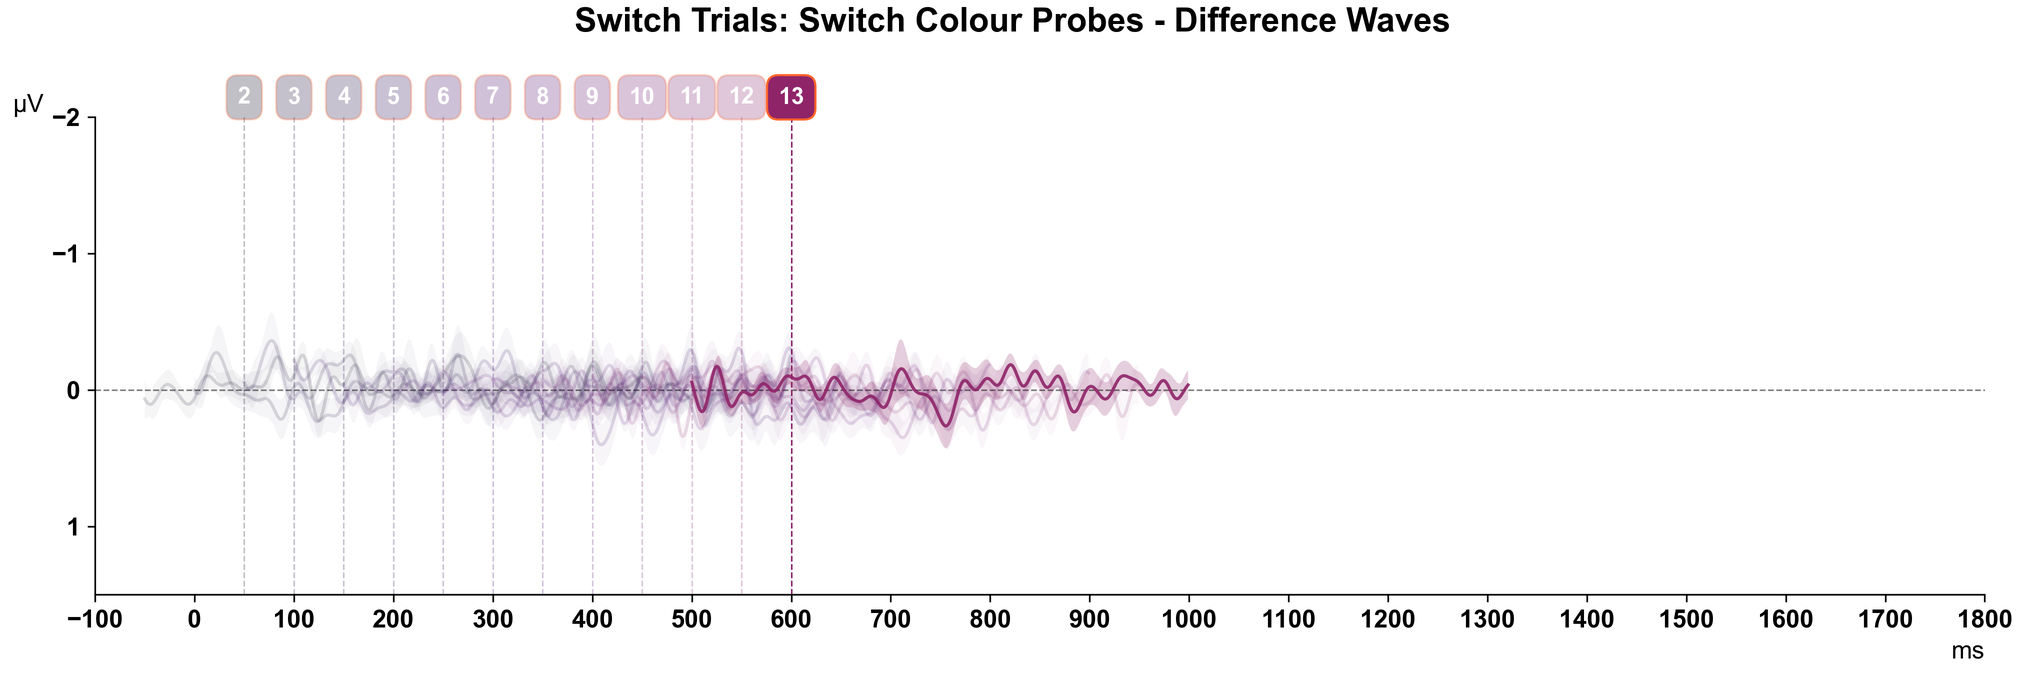 Switch Trials: Switch Colour Probes - Difference Waves
2 3 4 5 6 7 8 9 10 11 12 13
µV
−2
−1
0
1
−100 0 100 200 300 400 500 600 700 800 900 1000 1100 1200 1300 1400 1500 1600 1700 1800
ms